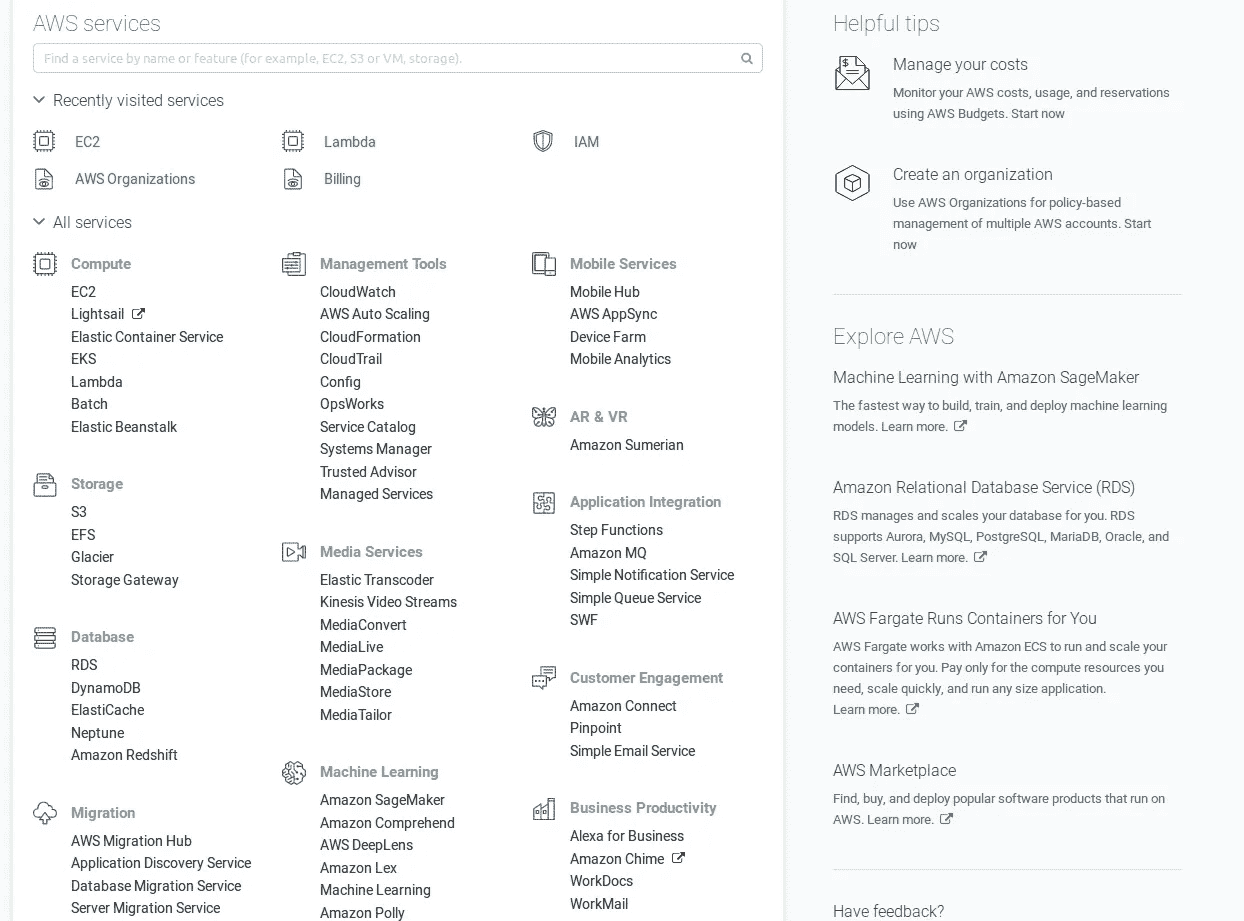 AWS services
Find a service by name or feature (for example, EC2, S3 or VM, storage).
Recently visited services
EC2
Lambda
IAM
AWS Organizations
Billing
All services
Compute
EC2
Lightsail
Elastic Container Service
EKS
Lambda
Batch
Elastic Beanstalk
Storage
S3
EFS
Glacier
Storage Gateway
Database
RDS
DynamoDB
ElastiCache
Neptune
Amazon Redshift
Migration
AWS Migration Hub
Application Discovery Service
Database Migration Service
Server Migration Service
Management Tools
CloudWatch
AWS Auto Scaling
CloudFormation
CloudTrail
Config
OpsWorks
Service Catalog
Systems Manager
Trusted Advisor
Managed Services
Media Services
Elastic Transcoder
Kinesis Video Streams
MediaConvert
MediaLive
MediaPackage
MediaStore
MediaTailor
Machine Learning
Amazon SageMaker
Amazon Comprehend
AWS DeepLens
Amazon Lex
Machine Learning
Amazon Polly
Mobile Services
Mobile Hub
AWS AppSync
Device Farm
Mobile Analytics
AR & VR
Amazon Sumerian
Application Integration
Step Functions
Amazon MQ
Simple Notification Service
Simple Queue Service
SWF
Customer Engagement
Amazon Connect
Pinpoint
Simple Email Service
Business Productivity
Alexa for Business
Amazon Chime
WorkDocs
WorkMail
Helpful tips
$
Manage your costs
Monitor your AWS costs, usage, and reservations
using AWS Budgets. Start now
Create an organization
Use AWS Organizations for policy-based
management of multiple AWS accounts. Start
now
Explore AWS
Machine Learning with Amazon SageMaker
The fastest way to build, train, and deploy machine learning
models. Learn more.
Amazon Relational Database Service (RDS)
RDS manages and scales your database for you. RDS
supports Aurora, MySQL, PostgreSQL, MariaDB, Oracle, and
SQL Server. Learn more.
AWS Fargate Runs Containers for You
AWS Fargate works with Amazon ECS to run and scale your
containers for you. Pay only for the compute resources you
need, scale quickly, and run any size application.
Learn more.
AWS Marketplace
Find, buy, and deploy popular software products that run on
AWS. Learn more.
Have feedback?